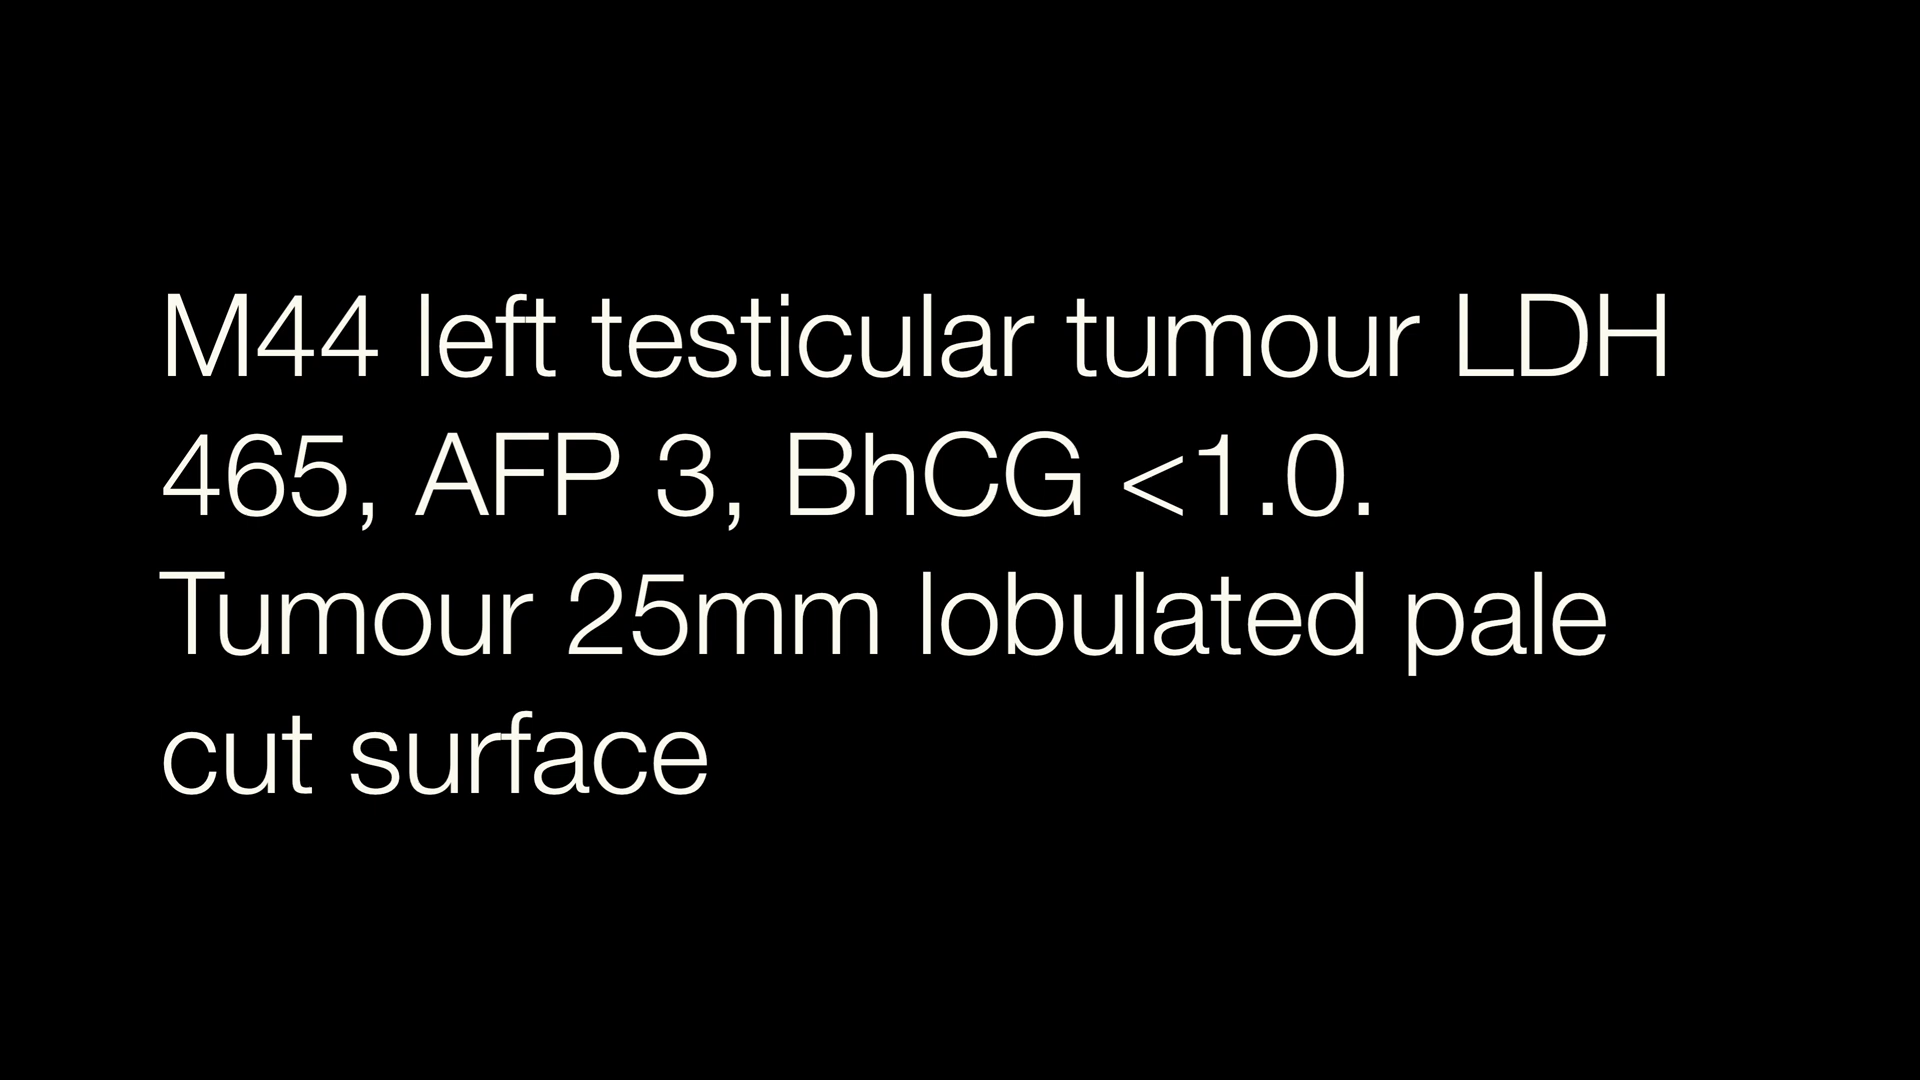 M44 left testicular tumour LDH
465, AFP 3, BhCG <1.0.
Tumour 25mm lobulated pale
cut surface